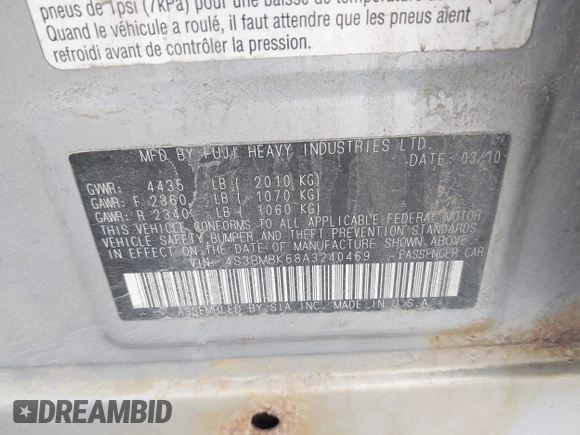 pneus de 1psi (7kPa) pour une baisse de température
Quand le véhicule a roulé, il faut attendre que les pneus aient
refroidi avant de contrôler la pression.
MFD BY FUJI HEAVY INDUSTRIES LTD.
DATE: 03/10
GVWR: 4435 LB ( 2010 KG)
GAWR: F 2360 LB ( 1070 KG)
GAWR: R 2340 LB ( 1060 KG)
THIS VEHICLE CONFORMS TO ALL APPLICABLE FEDERAL MOTOR
VEHICLE SAFETY, BUMPER, AND THEFT PREVENTION STANDARDS
IN EFFECT ON THE DATE OF MANUFACTURE SHOWN ABOVE.
VIN: 4S3BMBK68A3240469 PASSENGER CAR
ASSEMBLED BY SIA INC. MADE IN U.S.A.
DREAMBID